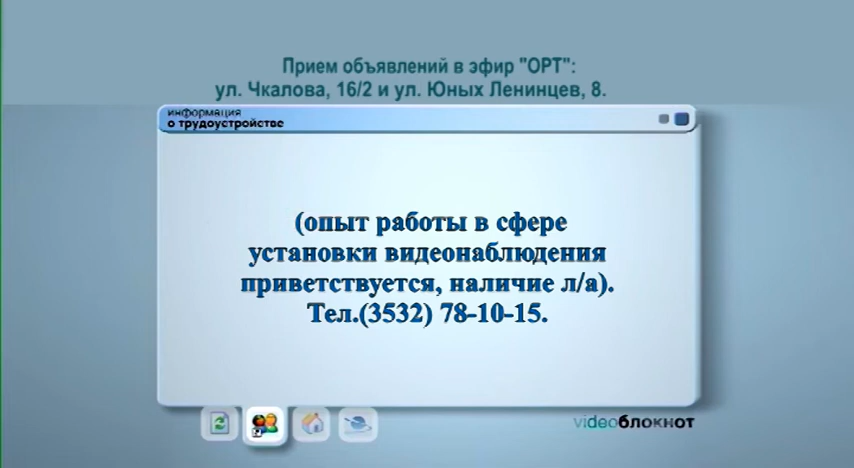 Прием объявлений в эфир "ОРТ":
ул. Чкалова, 16/2 и ул. Юных Ленинцев, 8.
информация
о трудоустройстве
(опыт работы в сфере
установки видеонаблюдения
приветствуется, наличие л/а).
Тел.(3532) 78-10-15.
videoблокнот